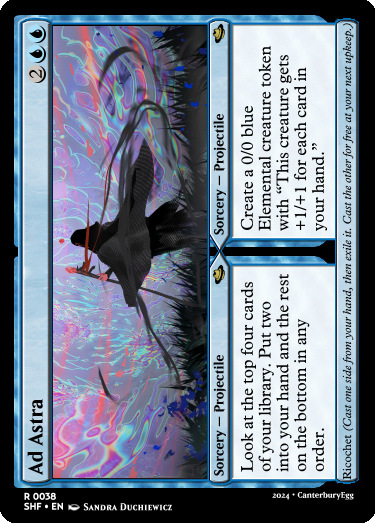 Ad Astra
2
Sorcery — Projectile
Look at the top four cards
of your library. Put two
into your hand and the rest
on the bottom in any
order.
Sorcery — Projectile
Create a 0/0 blue
Elemental creature token
with “This creature gets
+1/+1 for each card in
your hand.”
Ricochet (Cast one side from your hand, then exile it. Cast the other for free at your next upkeep.)
R 0038
SHF • EN SANDRA DUCHIEWICZ
2024 • CanterburyEgg